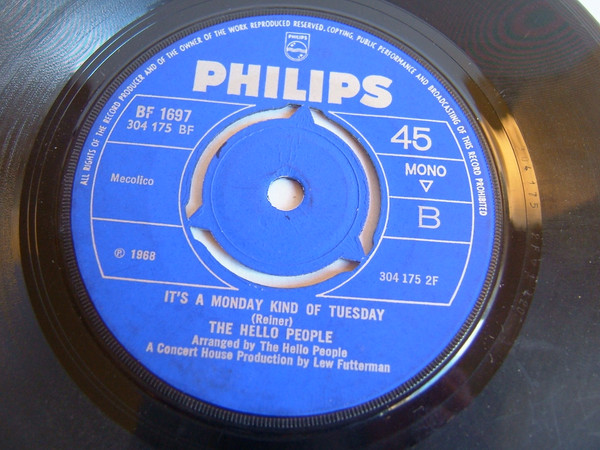 ALL RIGHTS OF THE RECORD PRODUCER AND OF THE OWNER OF THE WORK REPRODUCED RESERVED. COPYING, PUBLIC PERFORMANCE AND BROADCASTING OF THIS RECORD PROHIBITED
PHILIPS
PHILIPS
BF 1697
304 175 BF
45
MONO
Mecolico
B
℗ 1968
304 175 2F
IT'S A MONDAY KIND OF TUESDAY
(Reiner)
THE HELLO PEOPLE
Arranged by The Hello People
A Concert House Production by Lew Futterman